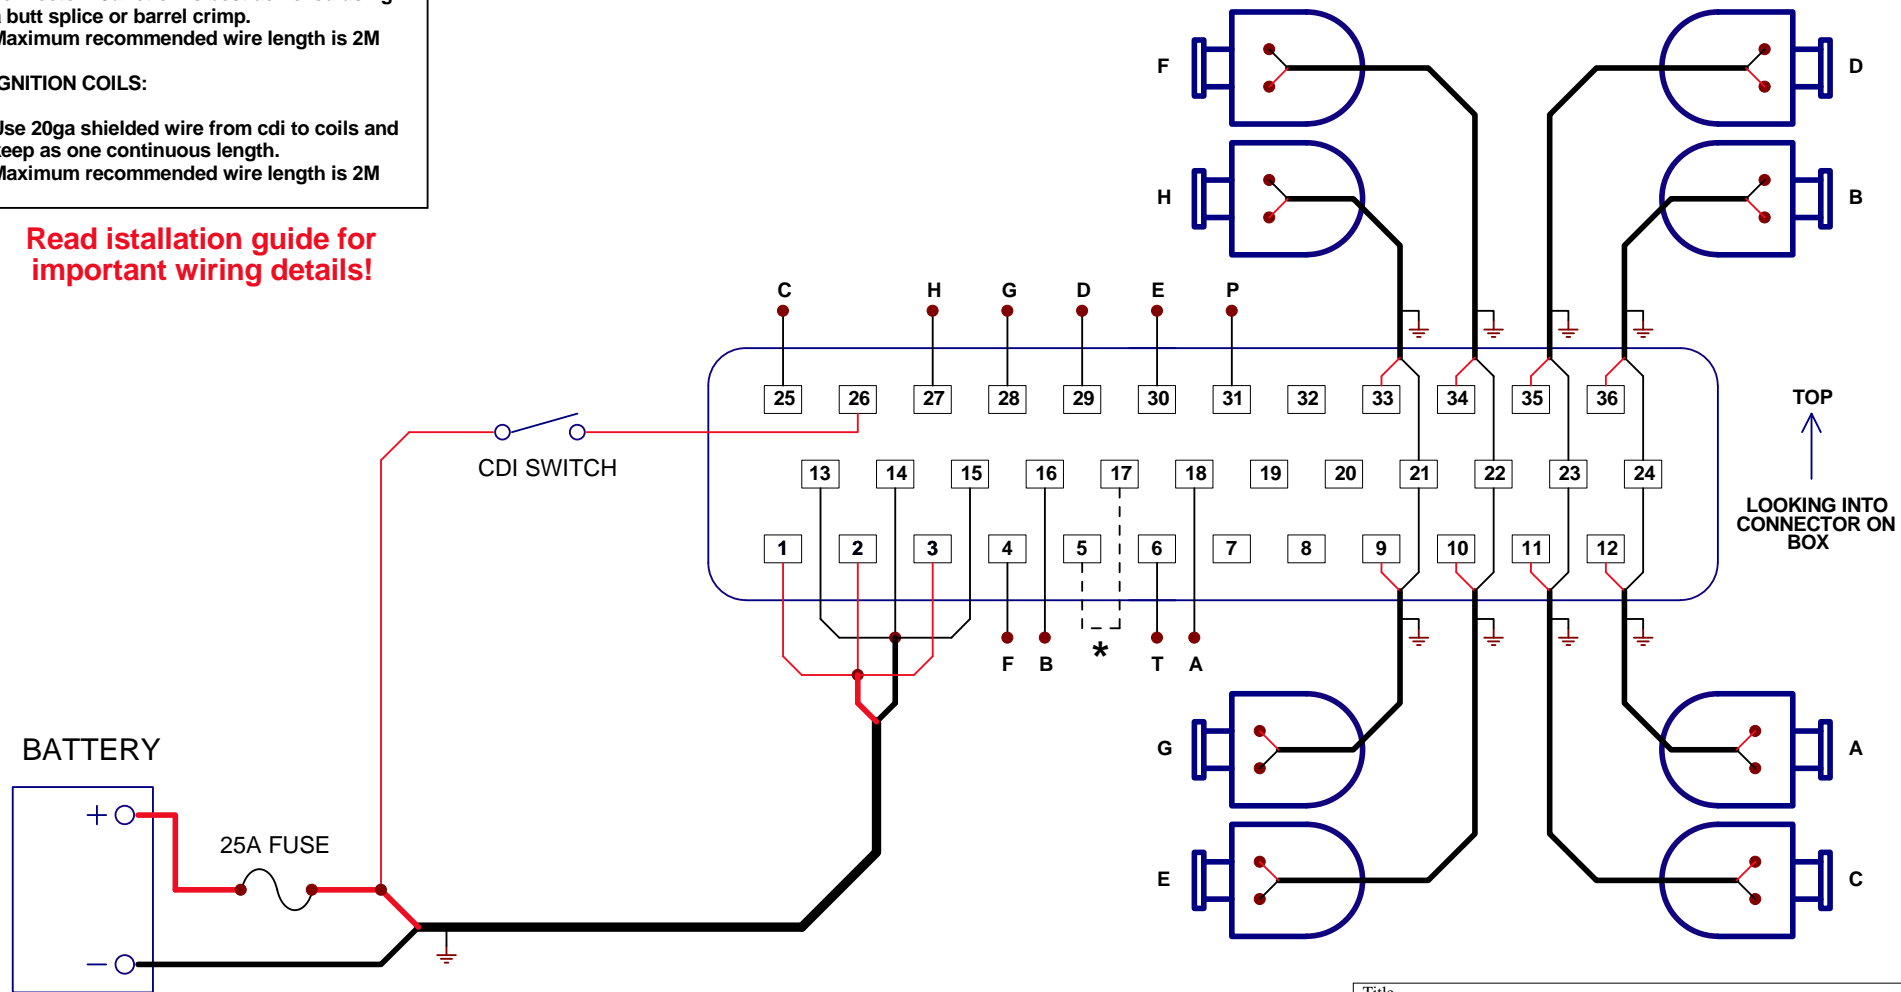 a butt splice or barrel crimp.
Maximum recommended wire length is 2M
IGNITION COILS:
Use 20ga shielded wire from cdi to coils and
keep as one continuous length.
Maximum recommended wire length is 2M
Read istallation guide for
important wiring details!
F
D
H
B
C H G D E P
25 26 27 28 29 30 31 32 33 34 35 36
TOP
CDI SWITCH
13 14 15 16 17 18 19 20 21 22 23 24
LOOKING INTO
CONNECTOR ON
BOX
1 2 3 4 5 6 7 8 9 10 11 12
F B * T A
BATTERY
G
A
+
25A FUSE
E
C
−
Title